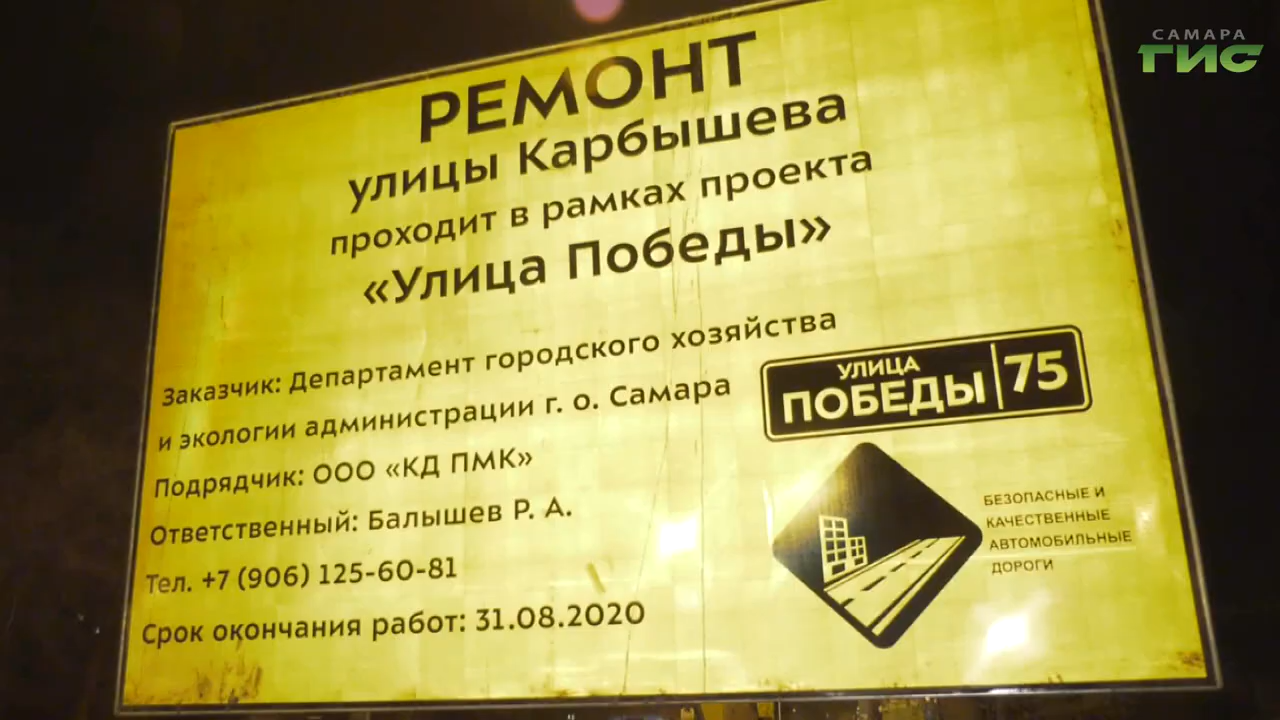 САМАРА
ГИС
РЕМОНТ
улицы Карбышева
проходит в рамках проекта
«Улица Победы»
Заказчик: Департамент городского хозяйства
и экологии администрации г. о. Самара
Подрядчик: ООО «КД ПМК»
Ответственный: Балышев Р. А.
Тел. +7 (906) 125-60-81
Срок окончания работ: 31.08.2020
УЛИЦА
ПОБЕДЫ 75
БЕЗОПАСНЫЕ И
КАЧЕСТВЕННЫЕ
АВТОМОБИЛЬНЫЕ
ДОРОГИ